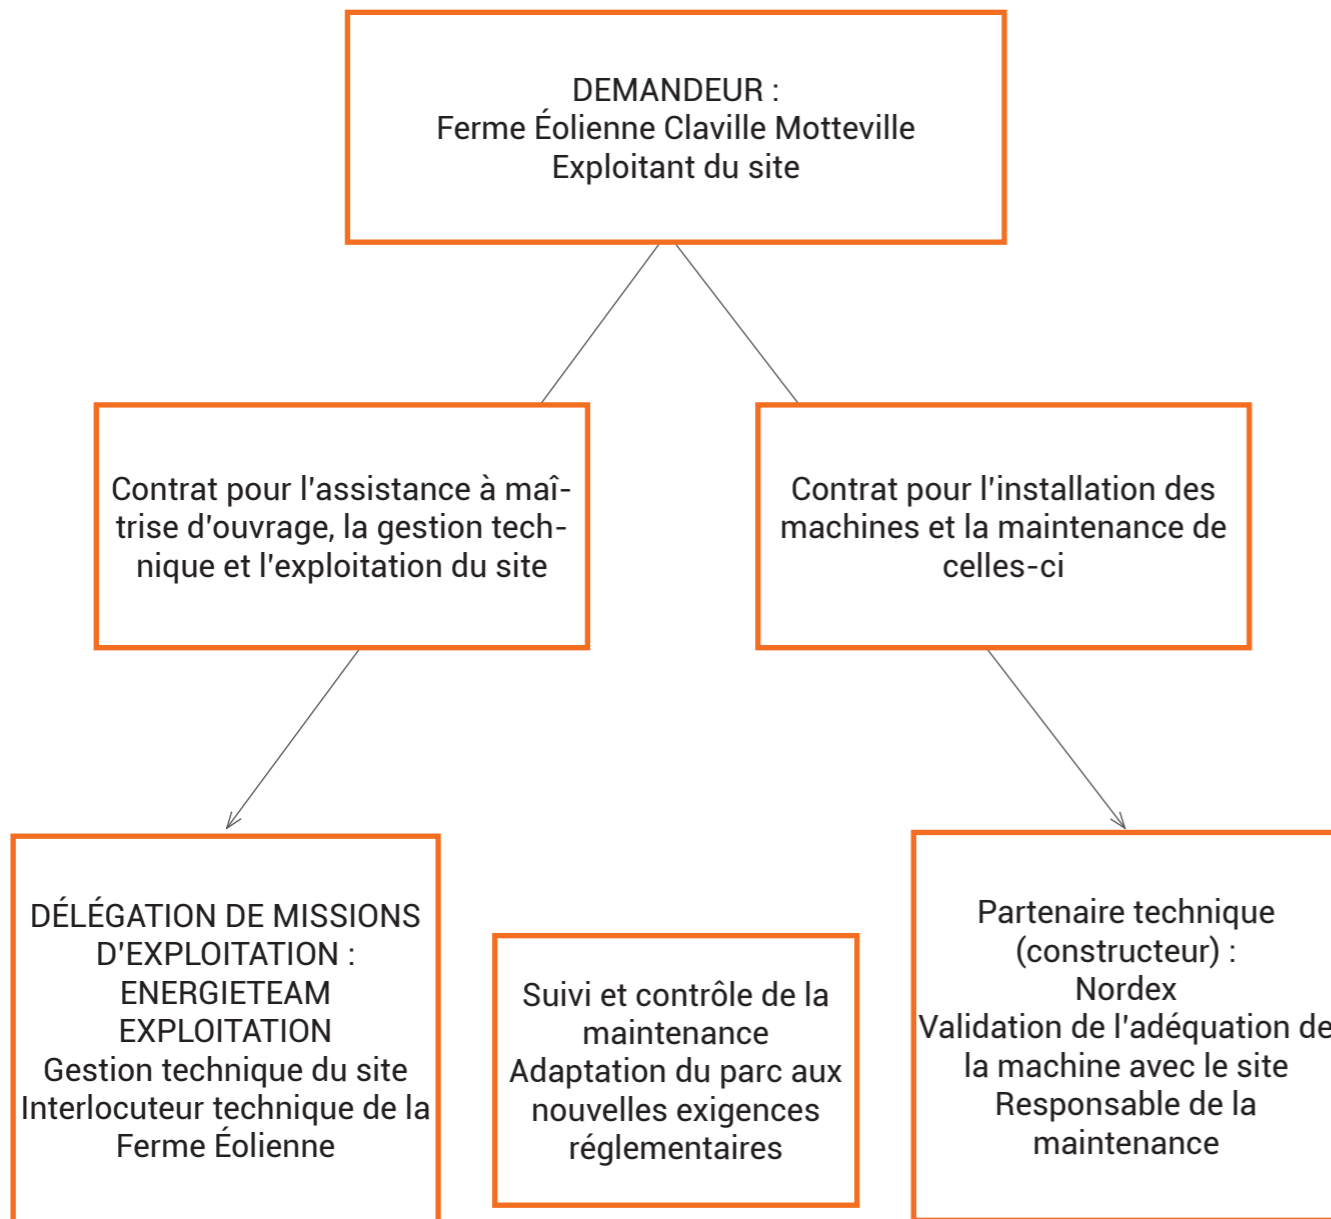 DEMANDEUR :
Ferme Éolienne Claville Motteville
Exploitant du site
Contrat pour l'assistance à maî-
trise d'ouvrage, la gestion tech-
nique et l'exploitation du site
Contrat pour l'installation des
machines et la maintenance de
celles-ci
DÉLÉGATION DE MISSIONS
D'EXPLOITATION :
ENERGIETEAM
EXPLOITATION
Gestion technique du site
Interlocuteur technique de la
Ferme Éolienne
Suivi et contrôle de la
maintenance
Adaptation du parc aux
nouvelles exigences
réglementaires
Partenaire technique
(constructeur) :
Nordex
Validation de l'adéquation de
la machine avec le site
Responsable de la
maintenance